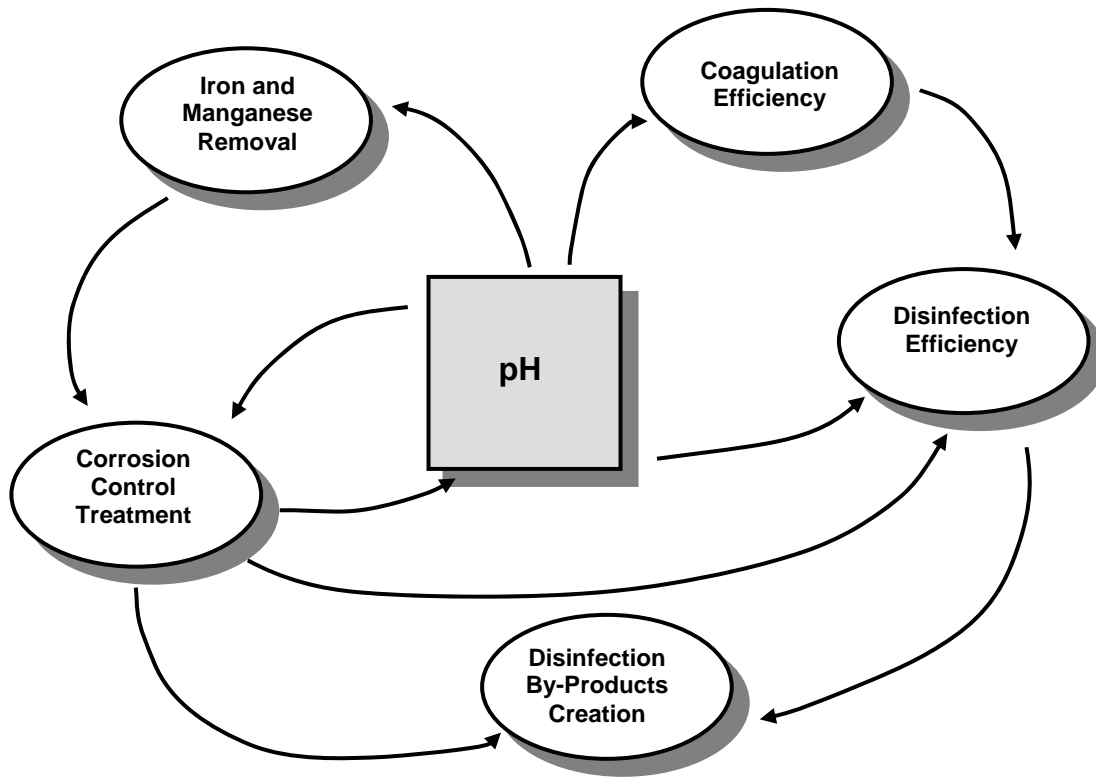 Iron and
Manganese
Removal
Coagulation
Efficiency
Disinfection
Efficiency
pH
Corrosion
Control
Treatment
Disinfection
By-Products
Creation